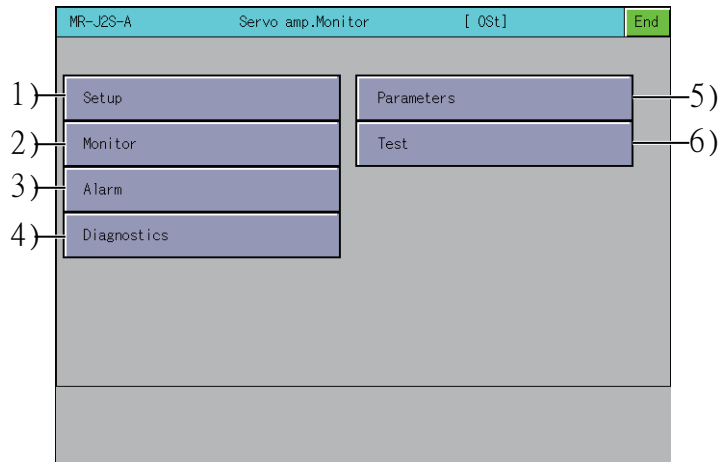 MR-J2S-A Servo amp.Monitor [ 0St] End
1) Setup
2) Monitor
3) Alarm
4) Diagnostics
Parameters 5)
Test 6)